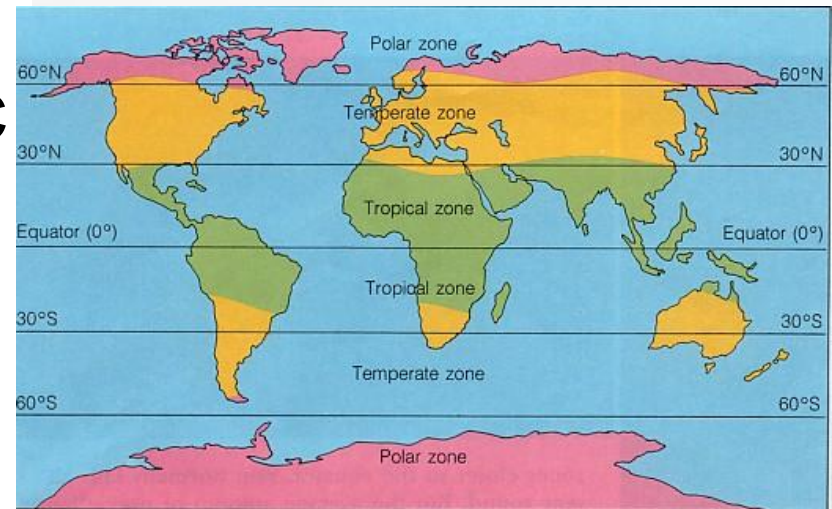 Polar zone
60°N 60°N
Temperate zone
30°N 30°N
Tropical zone
Equator (0°) Equator (0°)
Tropical zone
30°S 30°S
Temperate zone
60°S 60°S
Polar zone